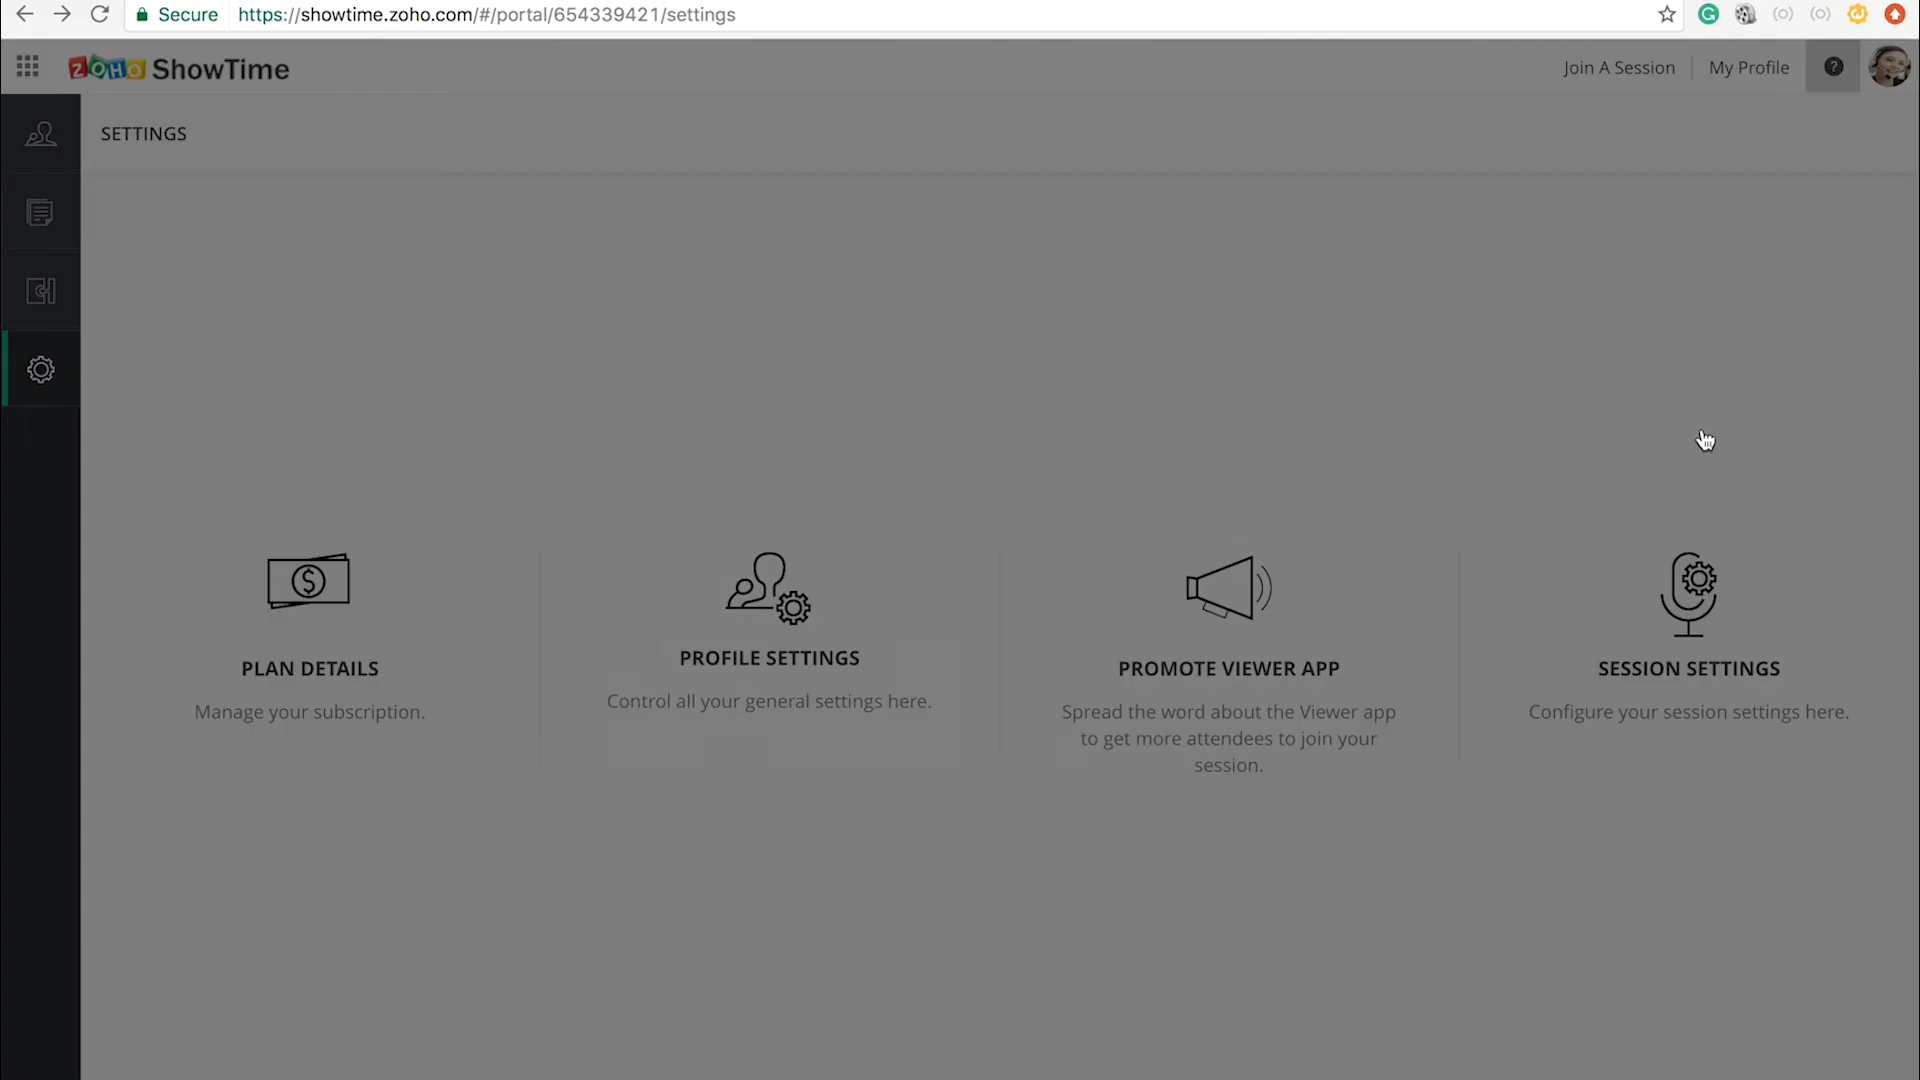 Secure
https://showtime.zoho.com/#/portal/654339421/settings
ZOHO ShowTime
Join A Session
My Profile
?
SETTINGS
PLAN DETAILS
Manage your subscription.
PROFILE SETTINGS
Control all your general settings here.
PROMOTE VIEWER APP
Spread the word about the Viewer app
to get more attendees to join your
session.
SESSION SETTINGS
Configure your session settings here.